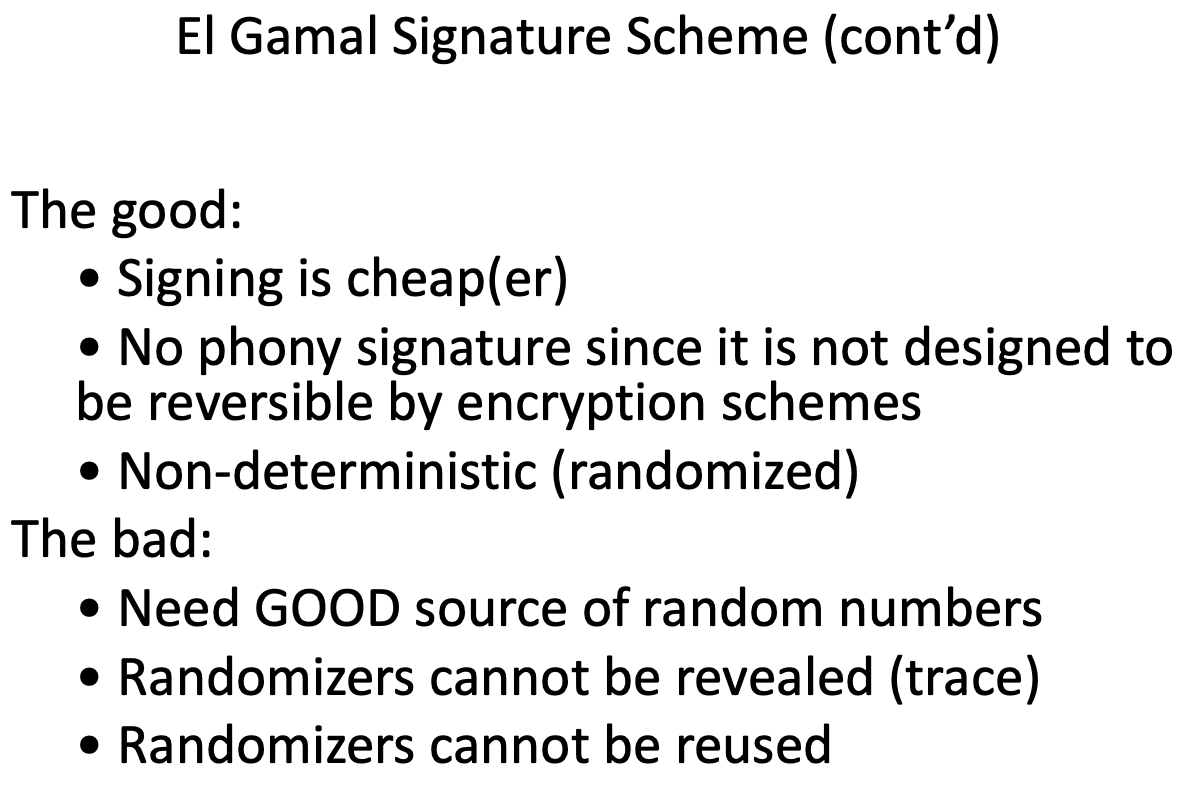 El Gamal Signature Scheme (cont’d)
The good:
• Signing is cheap(er)
• No phony signature since it is not designed to
be reversible by encryption schemes
• Non-deterministic (randomized)
The bad:
• Need GOOD source of random numbers
• Randomizers cannot be revealed (trace)
• Randomizers cannot be reused